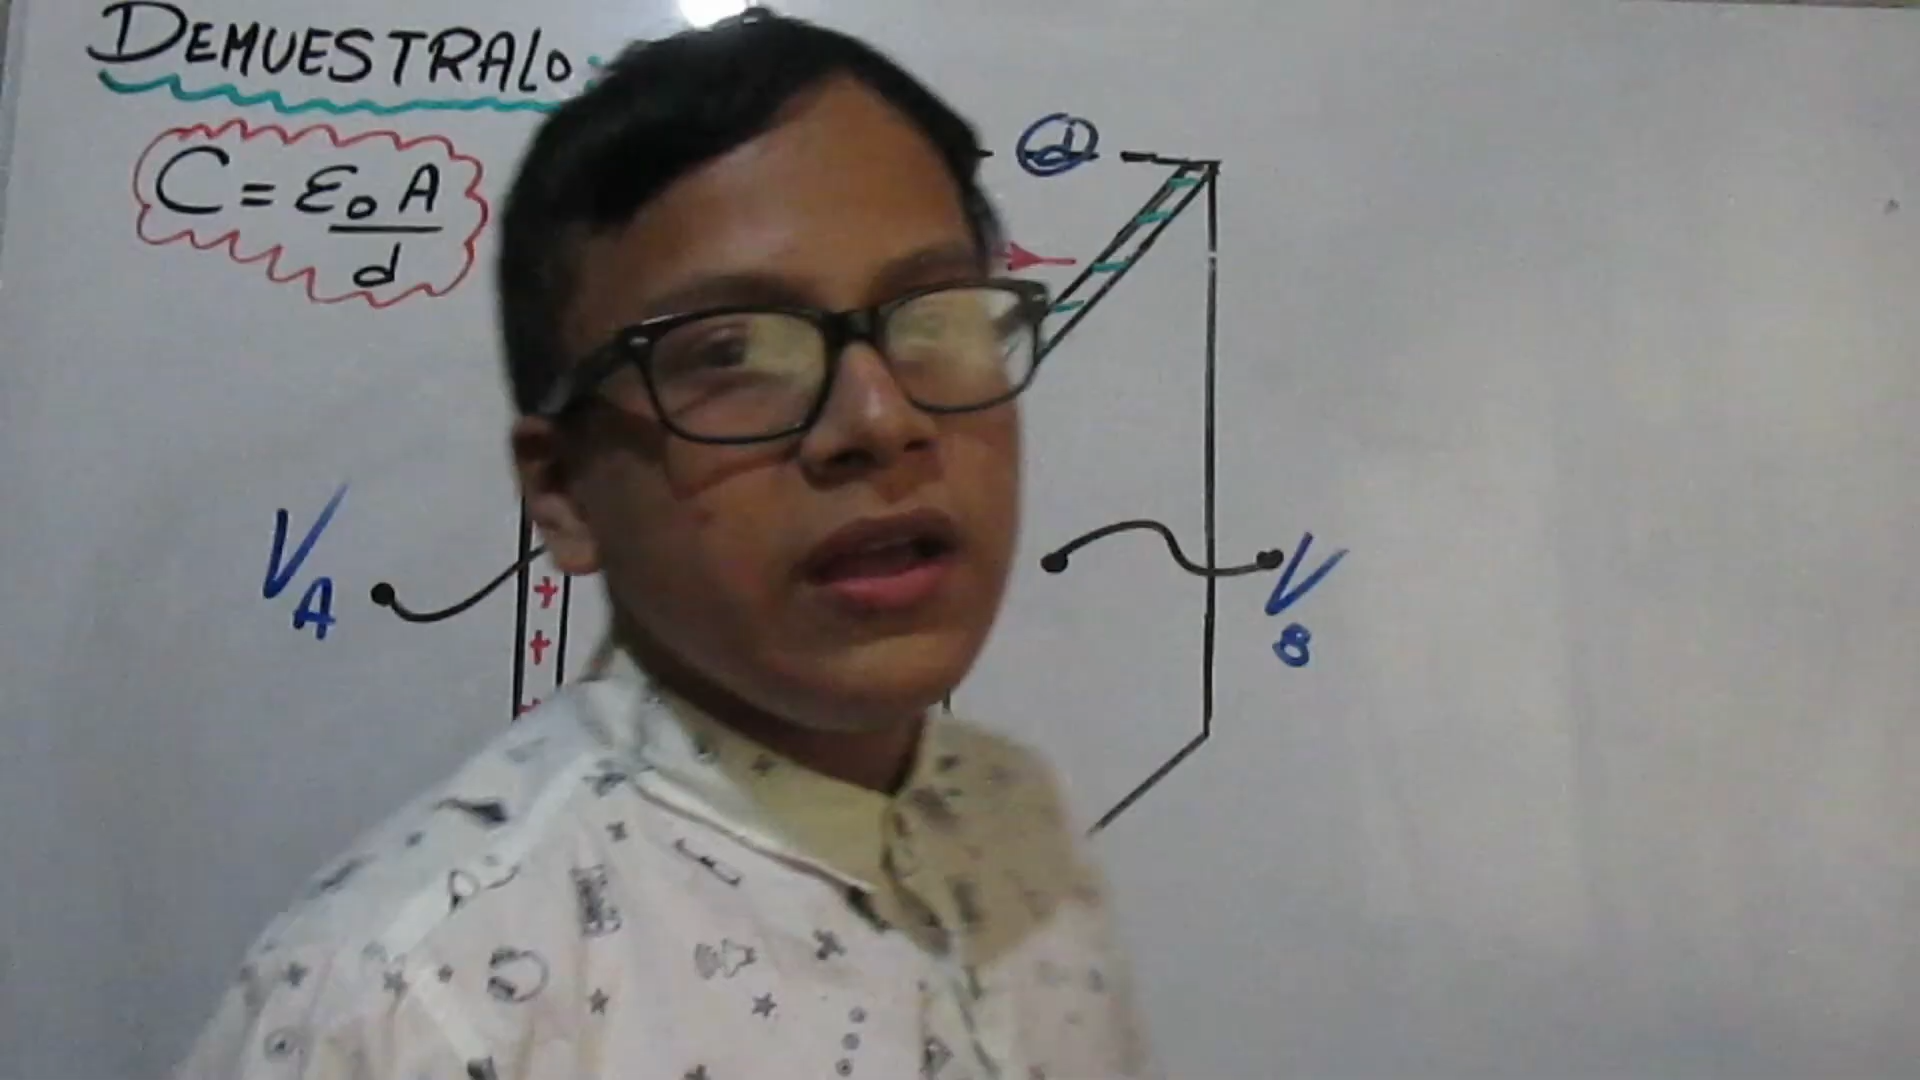 DEMUESTRALO:
C = ε₀ A
d
d
V
A
+
+
+
V
B